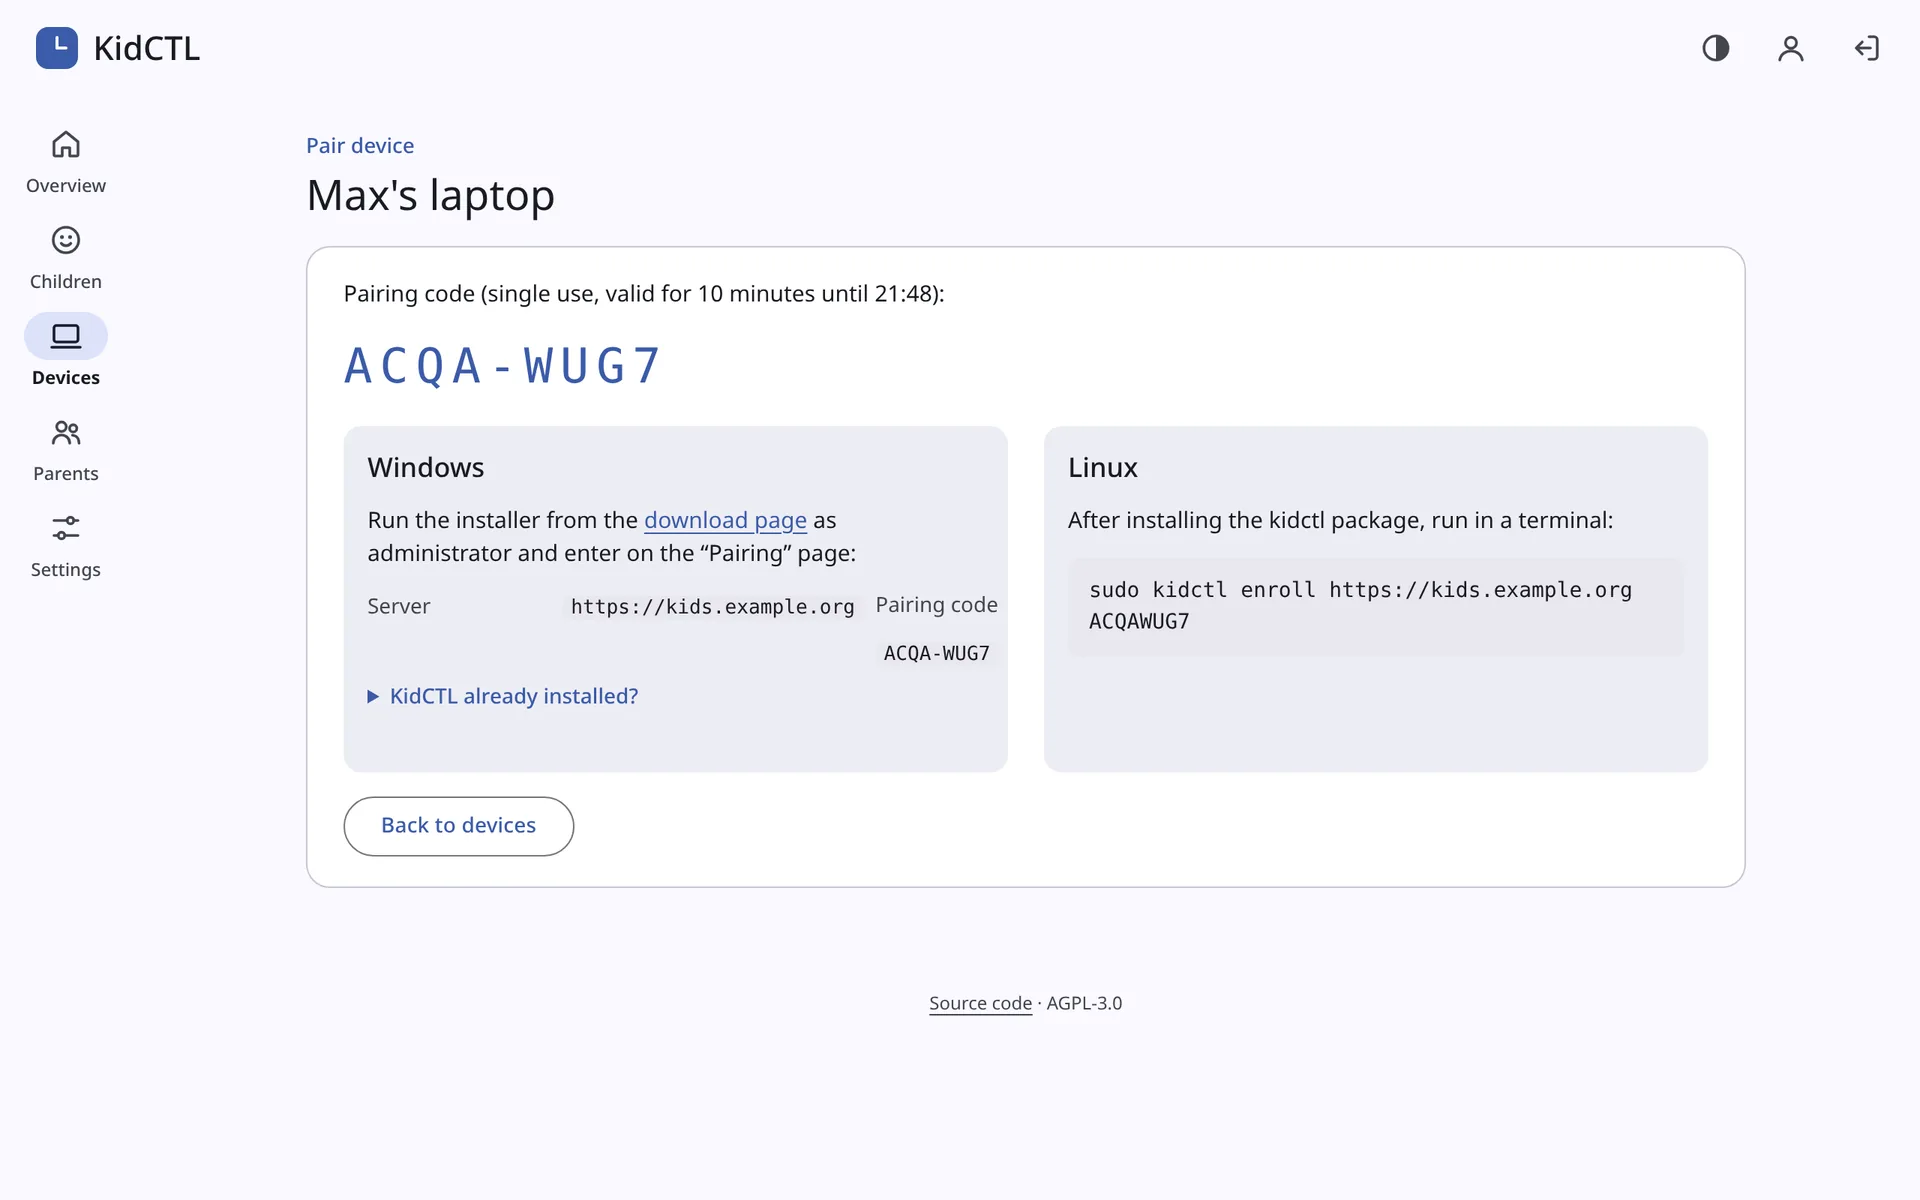 KidCTL
Overview
Children
Devices
Parents
Settings
Pair device
Max's laptop
Pairing code (single use, valid for 10 minutes until 21:48):
ACQA-WUG7
Windows
Run the installer from the download page as
administrator and enter on the “Pairing” page:
Server https://kids.example.org Pairing code
ACQA-WUG7
KidCTL already installed?
Linux
After installing the kidctl package, run in a terminal:
sudo kidctl enroll https://kids.example.org
ACQAWUG7
Back to devices
Source code · AGPL-3.0